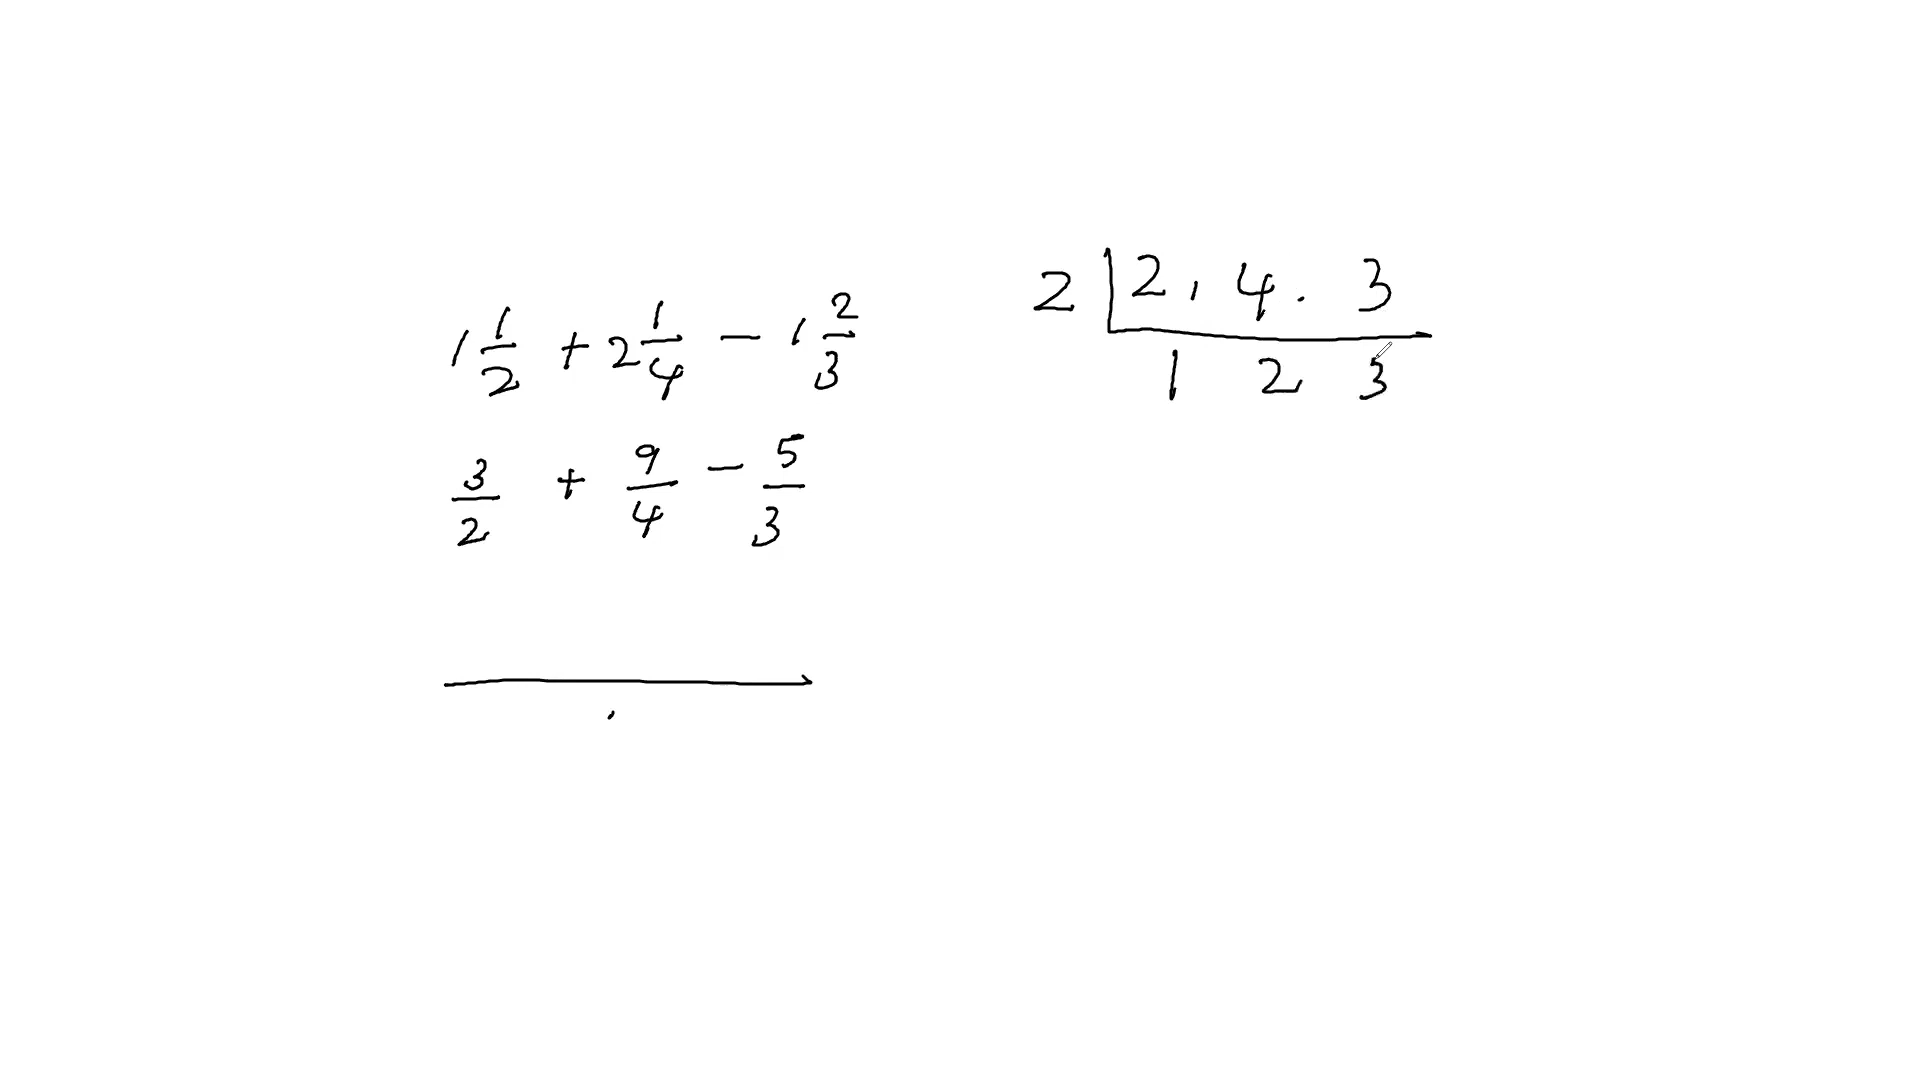 1 1/2 + 2 1/4 - 1 2/3
3/2 + 9/4 - 5/3
2 | 2, 4. 3
1 2 3